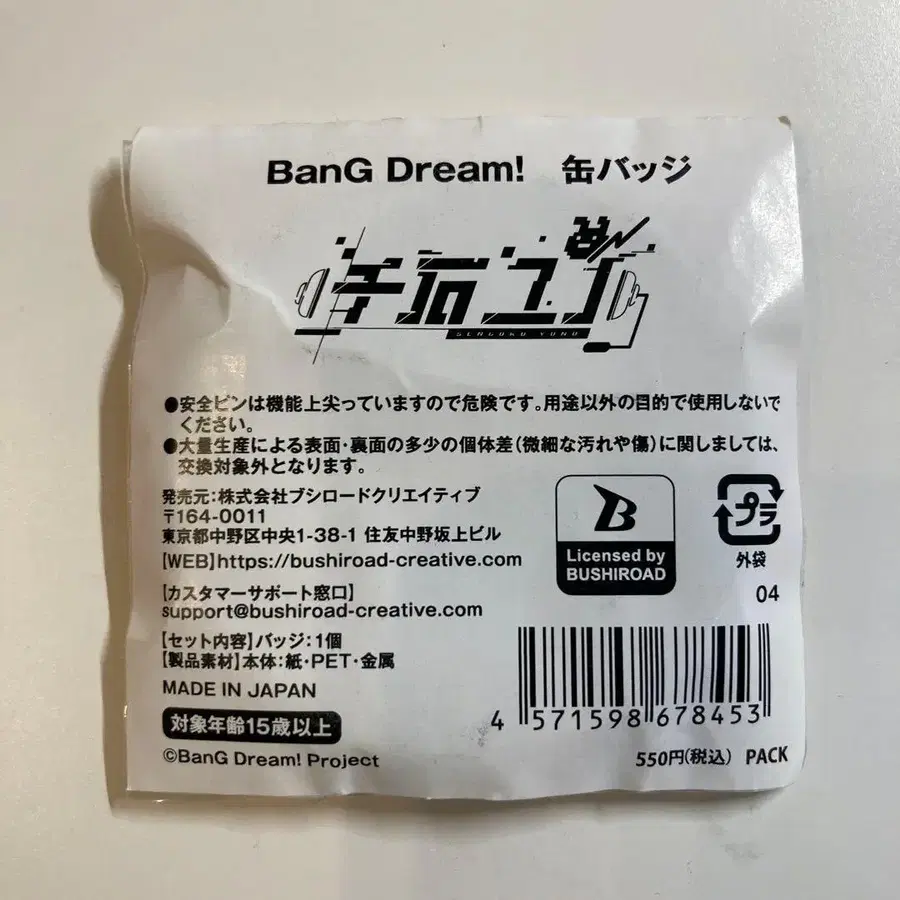 BanG Dream! 缶バッジ
千石ユノ
SENGOKU YUNO
●安全ピンは機能上尖っていますので危険です。用途以外の目的で使用しないで
ください。
●大量生産による表面・裏面の多少の個体差(微細な汚れや傷)に関しましては、
交換対象外となります。
発売元:株式会社ブシロードクリエイティブ
〒164-0011
東京都中野区中央1-38-1 住友中野坂上ビル
【WEB】https://bushiroad-creative.com
【カスタマーサポート窓口】
support@bushiroad-creative.com
【セット内容】バッジ:1個
【製品素材】本体:紙・PET・金属
MADE IN JAPAN
対象年齢15歳以上
©BanG Dream! Project
B
Licensed by
BUSHIROAD
プラ
外袋
04
4 571598 678453
550円(税込) PACK